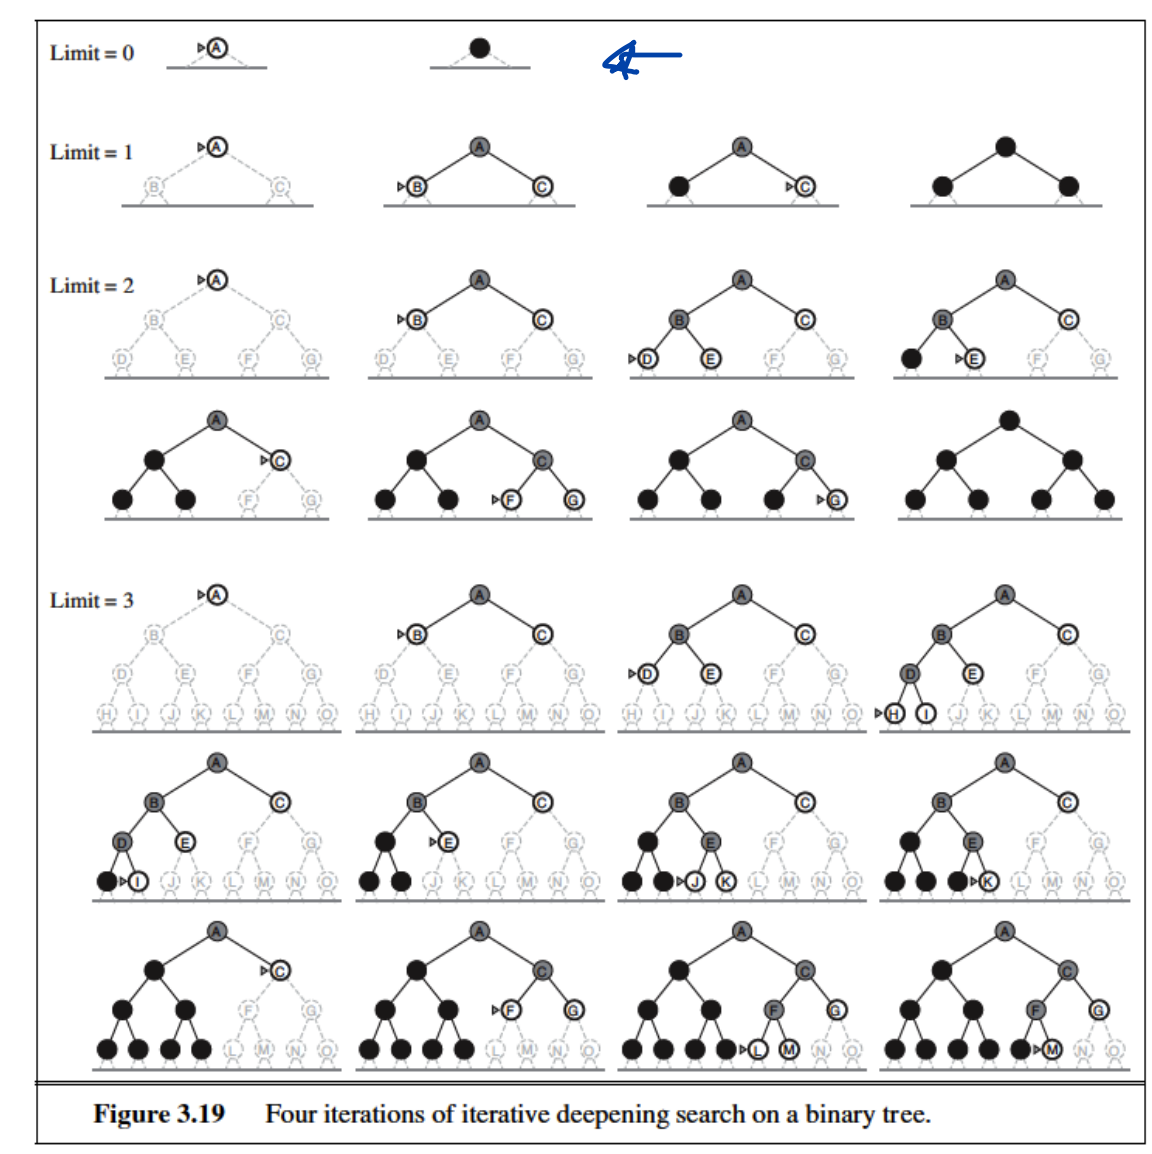 Limit = 0 A
Limit = 1 A A A
B C B C C
Limit = 2 A A A A
B C B C B C B C
D E F G D E F G D E F G E F G
A A A
C C C
F G F G G
Limit = 3 A A A A
B C B C B C B C
D E F G D E F G D E F G D E F G
H I J K L M N O H I J K L M N O H I J K L M N O H I J K L M N O
A A A A
B C B C B C B C
D E F G E F G E F G E F G
I J K L M N O J K L M N O J K L M N O K L M N O
A A A A
C C C C
F G F G F G F G
L M N O L M N O L M N O M N O
Figure 3.19 Four iterations of iterative deepening search on a binary tree.